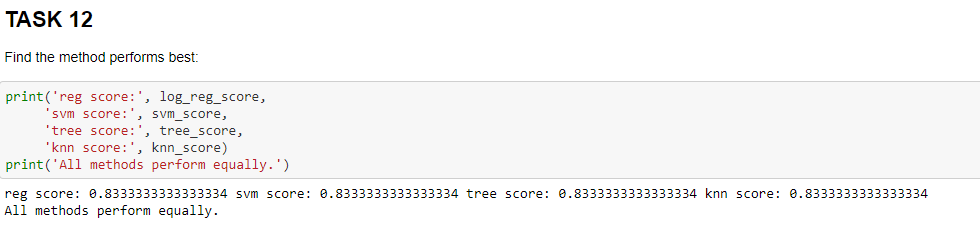 TASK 12
Find the method performs best:
print('reg score:', log_reg_score,
'svm score:', svm_score,
'tree score:', tree_score,
'knn score:', knn_score)
print('All methods perform equally.')
reg score: 0.8333333333333334 svm score: 0.8333333333333334 tree score: 0.8333333333333334 knn score: 0.8333333333333334
All methods perform equally.